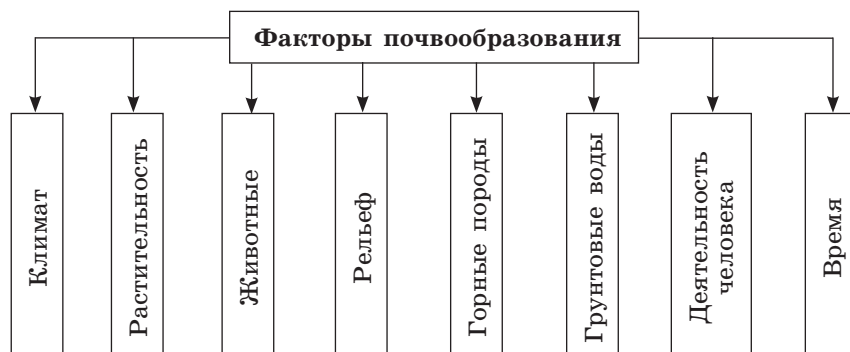 Факторы почвообразования
Климат
Растительность
Животные
Рельеф
Горные породы
Грунтовые воды
Деятельность
человека
Время